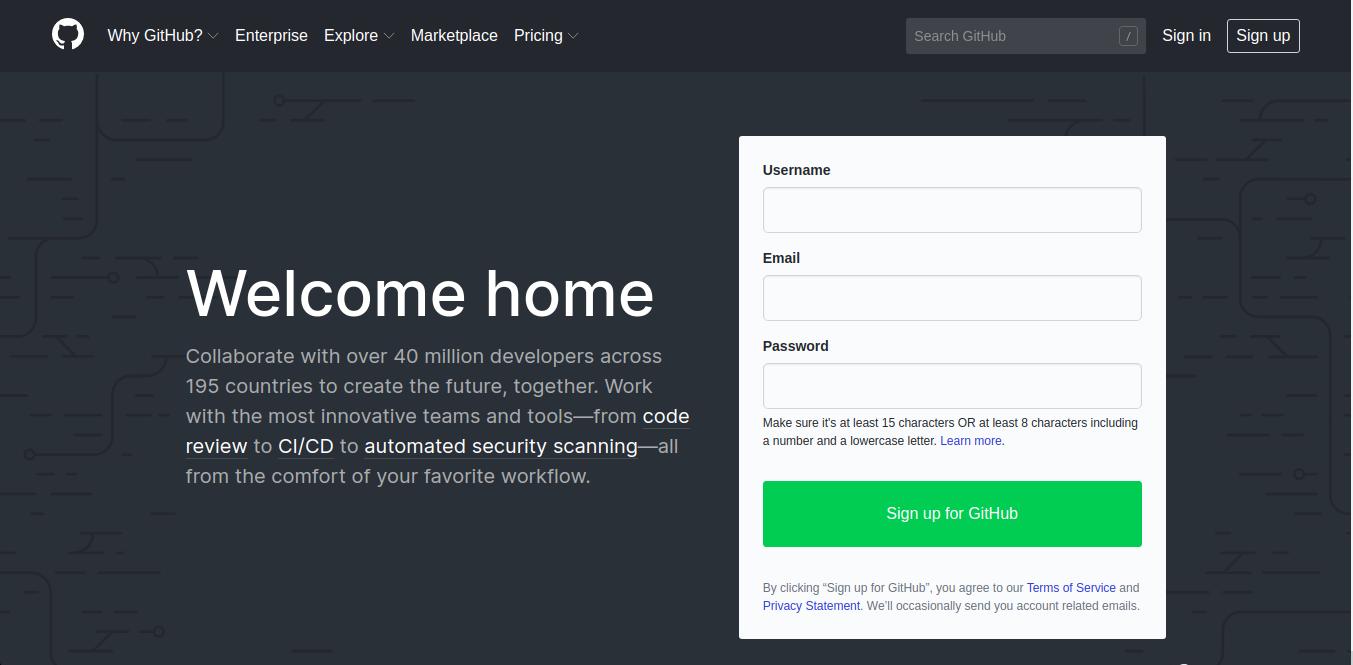 Why GitHub? Enterprise Explore Marketplace Pricing Search GitHub / Sign in Sign up
Welcome home
Collaborate with over 40 million developers across
195 countries to create the future, together. Work
with the most innovative teams and tools—from code
review to CI/CD to automated security scanning—all
from the comfort of your favorite workflow.
Username
Email
Password
Make sure it's at least 15 characters OR at least 8 characters including
a number and a lowercase letter. Learn more.
Sign up for GitHub
By clicking “Sign up for GitHub”, you agree to our Terms of Service and
Privacy Statement. We’ll occasionally send you account related emails.